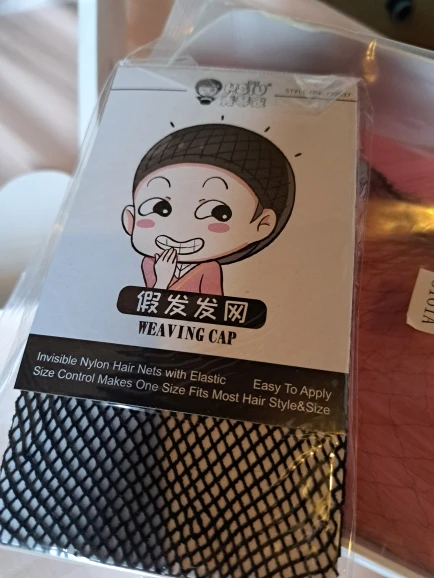 假发发网
WEAVING CAP
Invisible Nylon Hair Nets with Elastic Easy To Apply
Size Control Makes One Size Fits Most Hair Style&Size